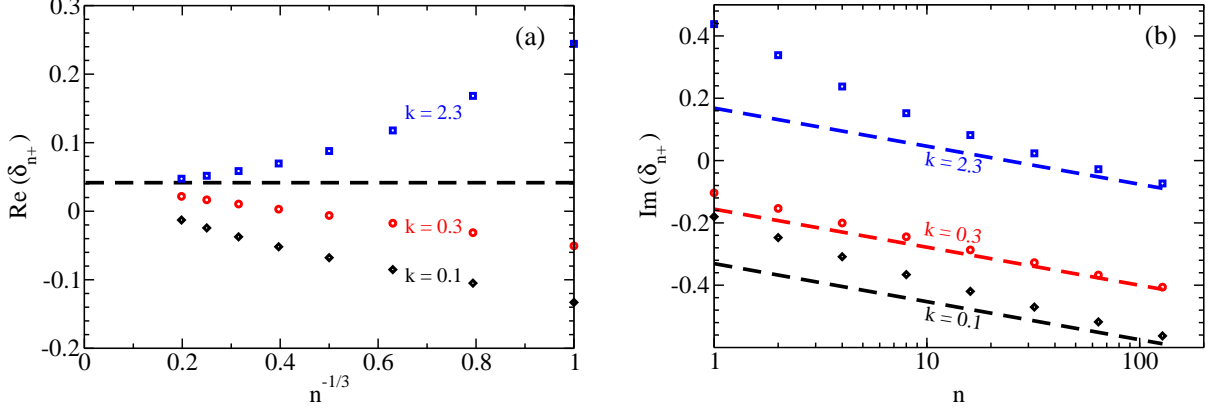 0.3
0.2
0.1
0
-0.1
-0.2
Re (δn+)
(a)
k = 2.3
k = 0.3
k = 0.1
0
0.2
0.4
0.6
0.8
1
n-1/3
0.4
0.2
0
-0.2
-0.4
Im (δn+)
(b)
k = 2.3
k = 0.3
k = 0.1
1
10
100
n